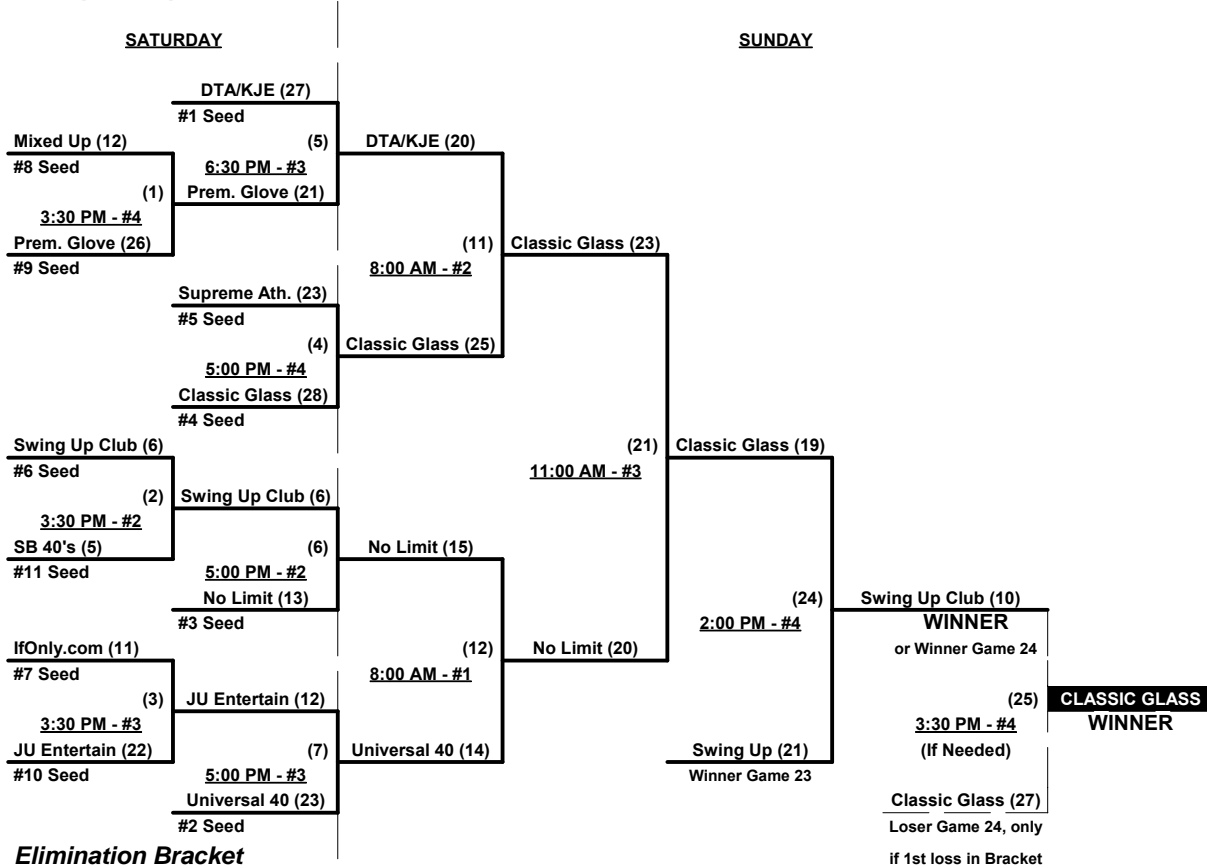 SATURDAY
SUNDAY
DTA/KJE (27)
#1 Seed
Mixed Up (12)
(5)
DTA/KJE (20)
#8 Seed
6:30 PM - #3
(1)
Prem. Glove (21)
3:30 PM - #4
Prem. Glove (26)
(11)
Classic Glass (23)
#9 Seed
8:00 AM - #2
Supreme Ath. (23)
#5 Seed
(4)
Classic Glass (25)
5:00 PM - #4
Classic Glass (28)
#4 Seed
Swing Up Club (6)
(21)
Classic Glass (19)
#6 Seed
11:00 AM - #3
(2)
Swing Up Club (6)
3:30 PM - #2
SB 40's (5)
(6)
No Limit (15)
#11 Seed
5:00 PM - #2
No Limit (13)
(24)
Swing Up Club (10)
#3 Seed
2:00 PM - #4
WINNER
IfOnly.com (11)
(12)
No Limit (20)
or Winner Game 24
#7 Seed
8:00 AM - #1
(3)
JU Entertain (12)
(25)
CLASSIC GLASS
3:30 PM - #3
3:30 PM - #4
WINNER
JU Entertain (22)
(7)
Universal 40 (14)
Swing Up (21)
(If Needed)
#10 Seed
5:00 PM - #3
Winner Game 23
Universal 40 (23)
Classic Glass (27)
#2 Seed
Loser Game 24, only
Elimination Bracket
if 1st loss in Bracket